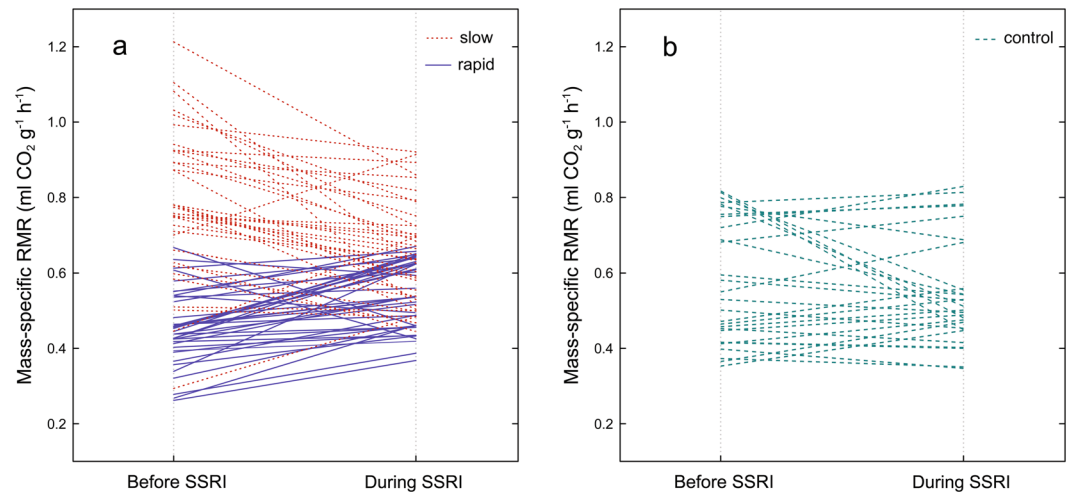 a
slow
rapid
1.2
1.0
0.8
0.6
0.4
0.2
Mass-specific RMR (ml CO₂ g⁻¹ h⁻¹)
Before SSRI
During SSRI
b
control
1.2
1.0
0.8
0.6
0.4
0.2
Mass-specific RMR (ml CO₂ g⁻¹ h⁻¹)
Before SSRI
During SSRI